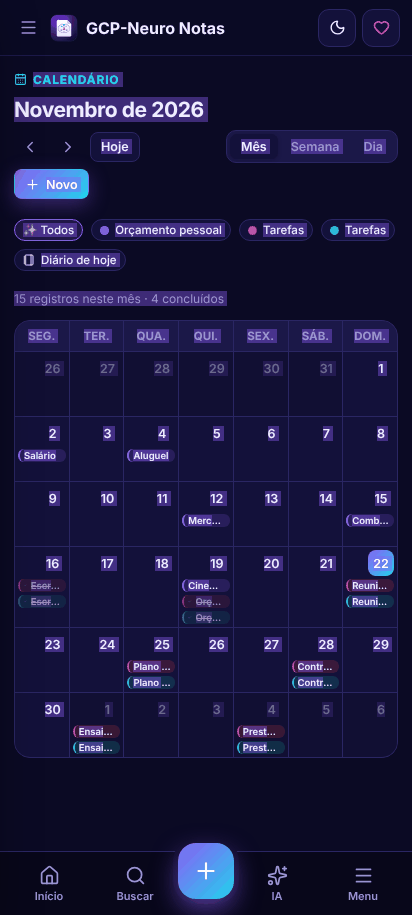 GCP-Neuro Notas
CALENDÁRIO
Novembro de 2026
Hoje
Mês Semana Dia
+ Novo
✨ Todos Orçamento pessoal Tarefas Tarefas
Diário de hoje
15 registros neste mês · 4 concluídos
SEG. TER. QUA. QUI. SEX. SÁB. DOM.
26 27 28 29 30 31 1
2 3 4 5 6 7 8
Salário Aluguel
9 10 11 12 13 14 15
Merc... Comb...
16 17 18 19 20 21 22
Escr... Cine... Reuni...
Escr... Orç... Reuni...
Orç...
23 24 25 26 27 28 29
Plano ... Contr...
Plano ... Contr...
30 1 2 3 4 5 6
Ensai... Prest...
Ensai... Prest...
Início Buscar + IA Menu